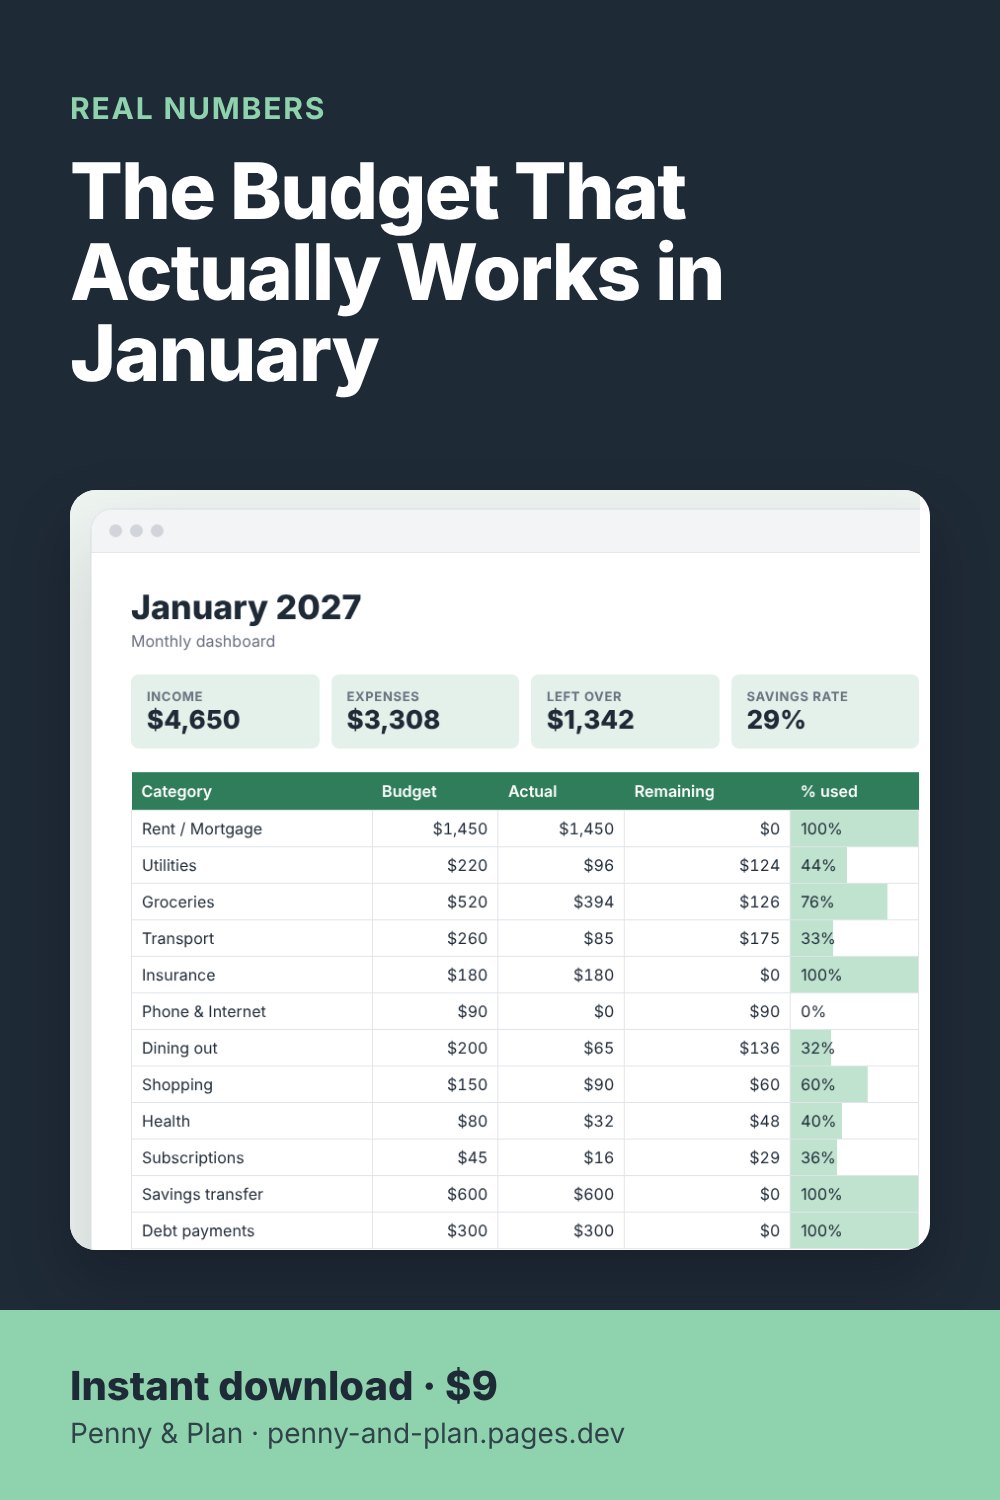 REAL NUMBERS
The Budget That
Actually Works in
January
January 2027
Monthly dashboard
INCOME EXPENSES LEFT OVER SAVINGS RATE
$4,650 $3,308 $1,342 29%
Category Budget Actual Remaining % used
Rent / Mortgage $1,450 $1,450 $0 100%
Utilities $220 $96 $124 44%
Groceries $520 $394 $126 76%
Transport $260 $85 $175 33%
Insurance $180 $180 $0 100%
Phone & Internet $90 $0 $90 0%
Dining out $200 $65 $136 32%
Shopping $150 $90 $60 60%
Health $80 $32 $48 40%
Subscriptions $45 $16 $29 36%
Savings transfer $600 $600 $0 100%
Debt payments $300 $300 $0 100%
Instant download · $9
Penny & Plan · penny-and-plan.pages.dev